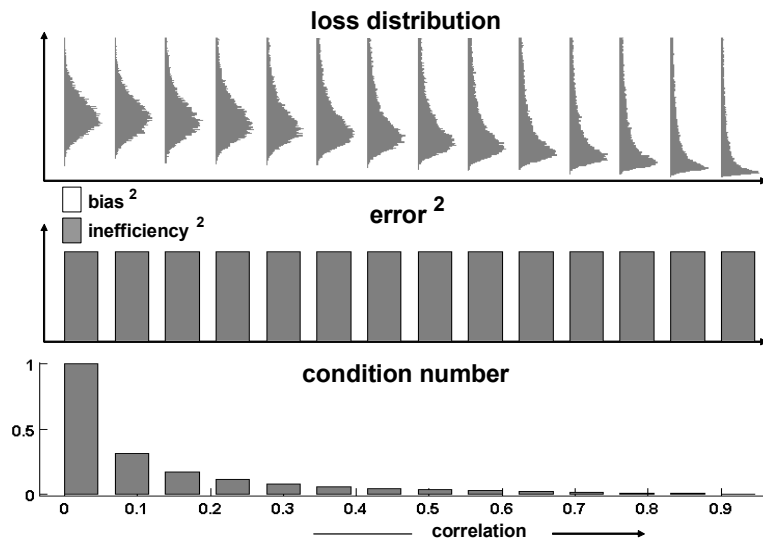 loss distribution
bias 2
inefficiency 2
error 2
condition number
1
0.5
0
0 0.1 0.2 0.3 0.4 0.5 0.6 0.7 0.8 0.9
correlation